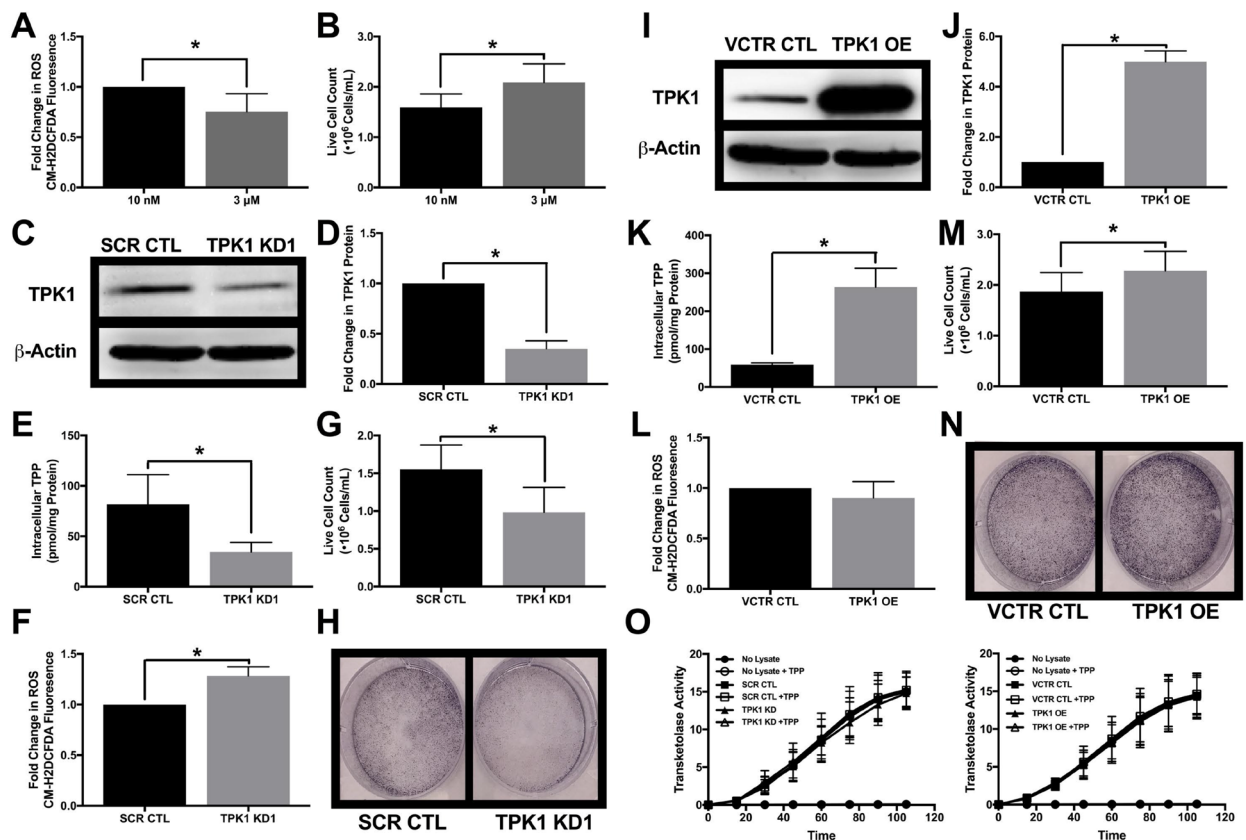 A
Fold Change in ROS
CM-H2DCFDA Fluoresence
1.5
1.0
0.5
0.0
*
10 nM
3 µM
B
Live Cell Count
(•10⁶ Cells/mL)
3.0
2.0
1.0
0.0
*
10 nM
3 µM
C
SCR CTL TPK1 KD1
TPK1
β-Actin
D
Fold Change in TPK1 Protein
1.5
1.0
0.5
0.0
*
SCR CTL
TPK1 KD1
E
Intracellular TPP
(pmol/mg Protein)
150
100
50
0
*
SCR CTL
TPK1 KD1
G
Live Cell Count
(•10⁶ Cells/mL)
2.0
1.5
1.0
0.5
0.0
*
SCR CTL
TPK1 KD1
F
Fold Change in ROS
CM-H2DCFDA Fluoresence
1.5
1.0
0.5
0.0
*
SCR CTL
TPK1 KD1
H
SCR CTL
TPK1 KD1
I
VCTR CTL TPK1 OE
TPK1
β-Actin
J
Fold Change in TPK1 Protein
6.0
4.0
2.0
0.0
*
VCTR CTL
TPK1 OE
K
Intracellular TPP
(pmol/mg Protein)
400
300
200
100
0
*
VCTR CTL
TPK1 OE
M
Live Cell Count
(•10⁶ Cells/mL)
3.0
2.0
1.0
0.0
*
VCTR CTL
TPK1 OE
L
Fold Change in ROS
CM-H2DCFDA Fluoresence
1.5
1.0
0.5
0.0
VCTR CTL
TPK1 OE
N
VCTR CTL
TPK1 OE
O
Transketolase Activity
20
15
10
5
0
No Lysate
No Lysate + TPP
SCR CTL
SCR CTL +TPP
TPK1 KD
TPK1 KD +TPP
0 20 40 60 80 100 120
Time
Transketolase Activity
20
15
10
5
0
No Lysate
No Lysate + TPP
VCTR CTL
VCTR CTL +TPP
TPK1 OE
TPK1 OE +TPP
0 20 40 60 80 100 120
Time